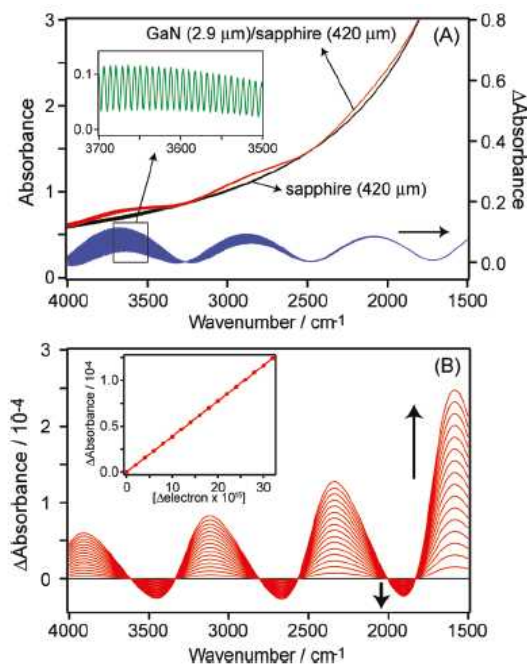 GaN (2.9 μm)/sapphire (420 μm)
(A)
sapphire (420 μm)
Absorbance
ΔAbsorbance
3
2
1
0
0.8
0.6
0.4
0.2
0.0
0.1
0.0
3700 3600 3500
4000 3500 3000 2500 2000 1500
Wavenumber / cm-1
(B)
ΔAbsorbance / 10-4
3
2
1
0
ΔAbsorbance / 10-4
1.0
0.5
0.0
0 10 20 30
4000 3500 3000 2500 2000 1500
Wavenumber / cm-1